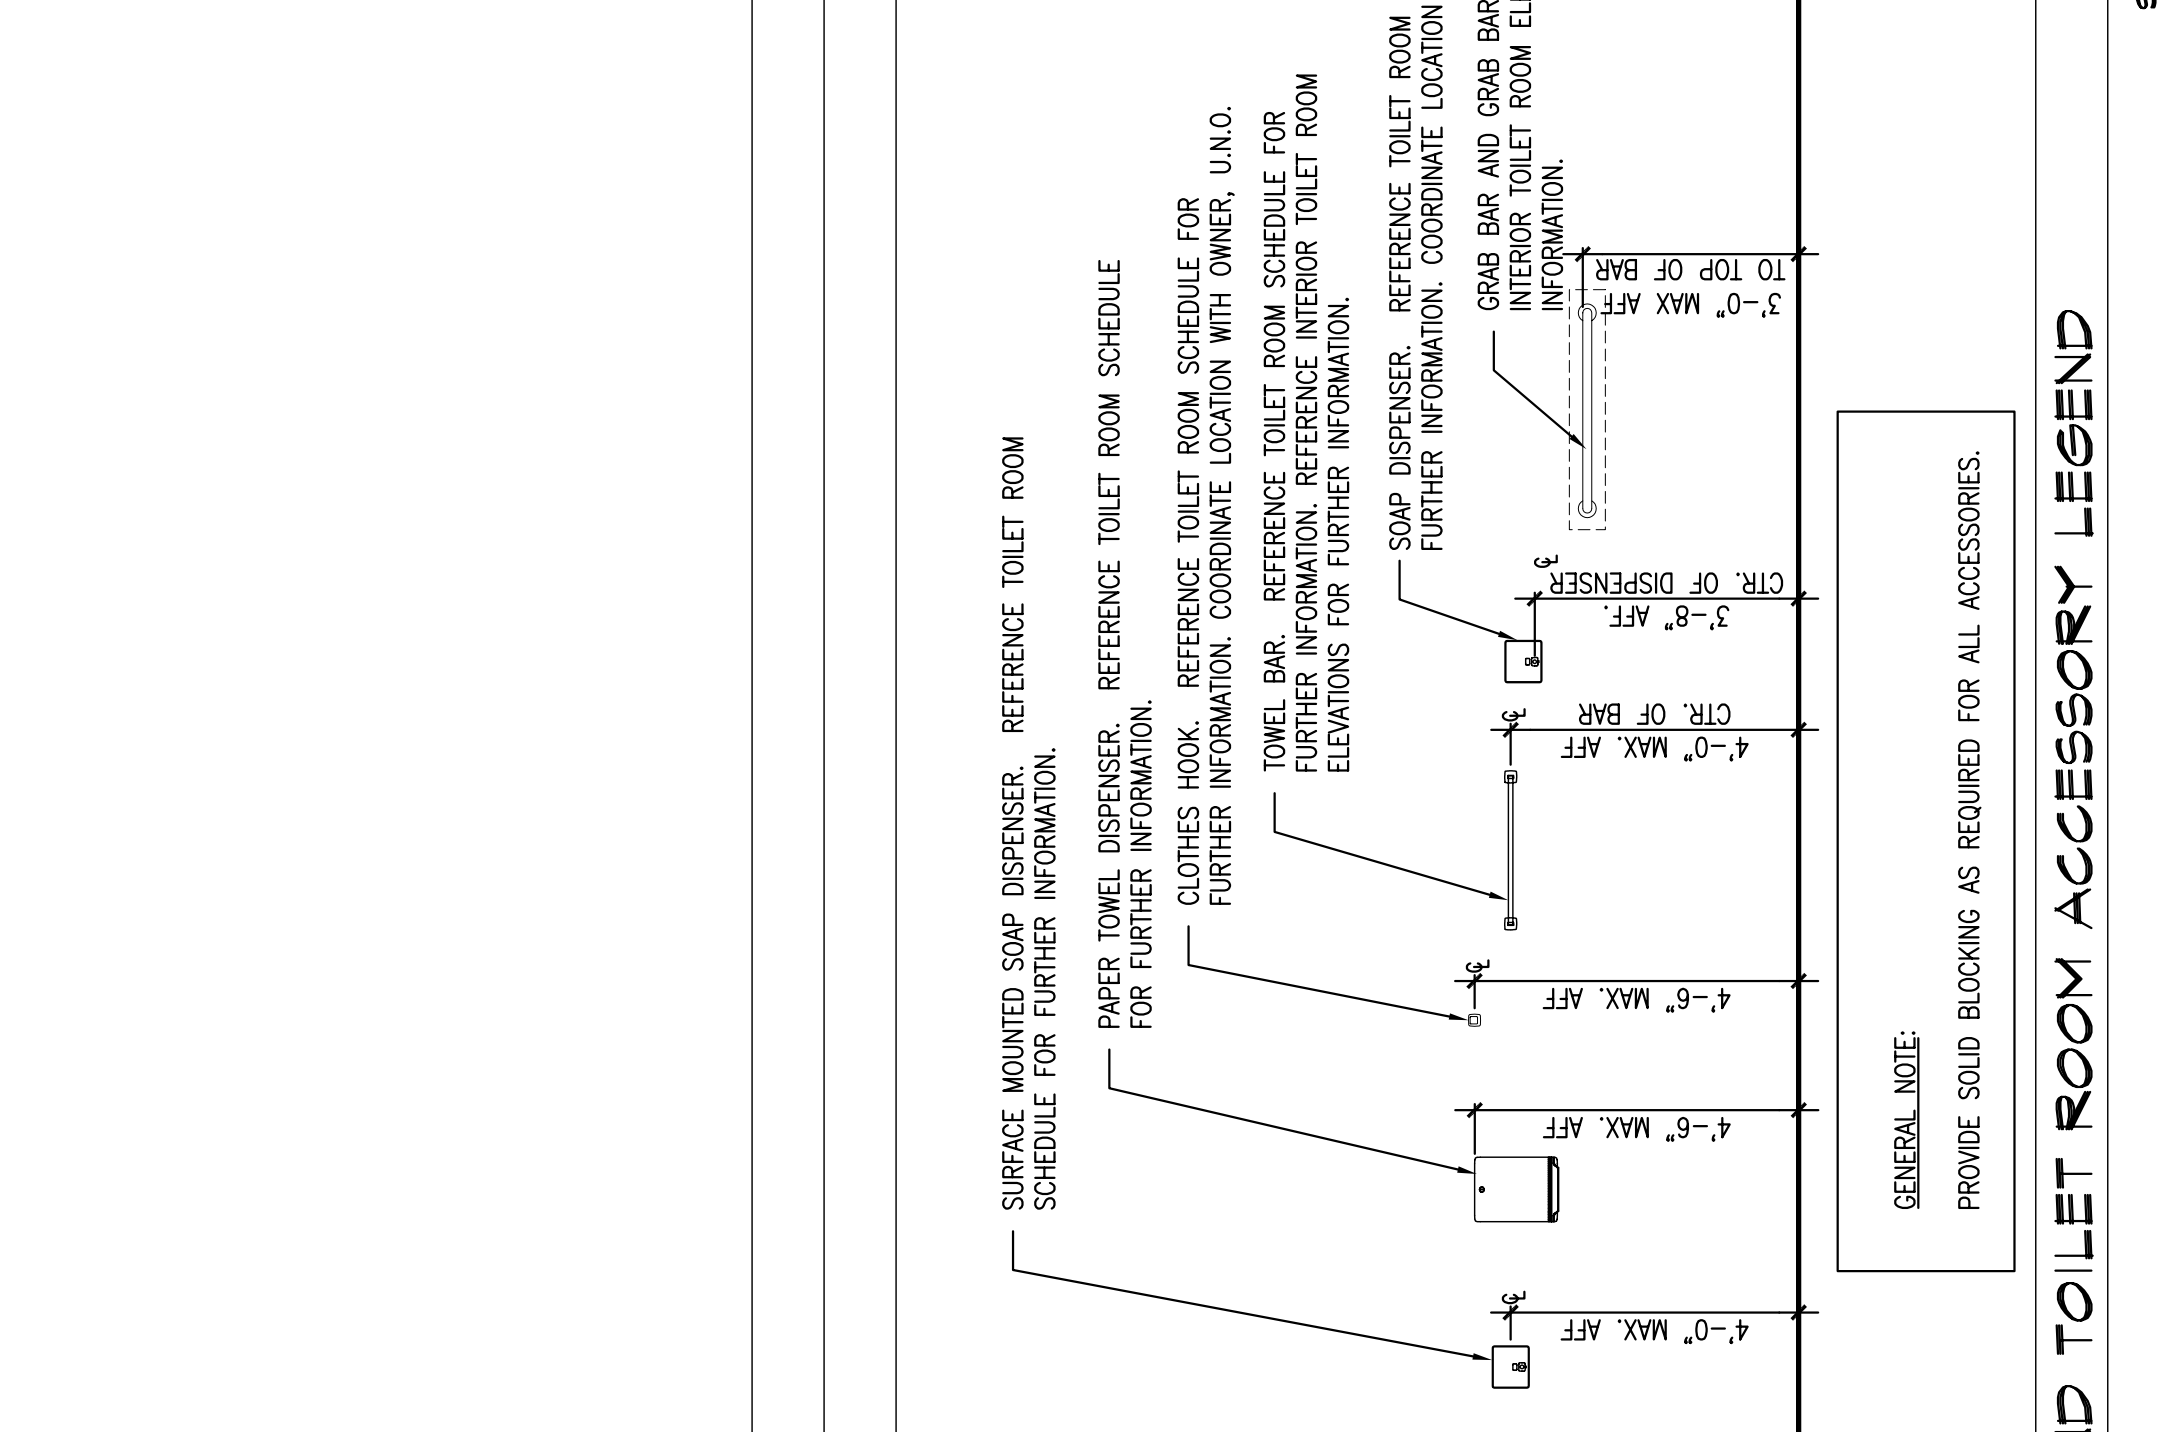 SURFACE MOUNTED SOAP DISPENSER. REFERENCE TOILET ROOM
SCHEDULE FOR FURTHER INFORMATION.
PAPER TOWEL DISPENSER. REFERENCE TOILET ROOM SCHEDULE
FOR FURTHER INFORMATION.
CLOTHES HOOK. REFERENCE TOILET ROOM SCHEDULE FOR
FURTHER INFORMATION. COORDINATE LOCATION WITH OWNER, U.N.O.
TOWEL BAR. REFERENCE TOILET ROOM SCHEDULE FOR
FURTHER INFORMATION. REFERENCE INTERIOR TOILET ROOM
ELEVATIONS FOR FURTHER INFORMATION.
SOAP DISPENSER. REFERENCE TOILET ROOM
FURTHER INFORMATION. COORDINATE LOCATION
GRAB BAR AND GRAB BAR
INTERIOR TOILET ROOM
INFORMATION.
4'-0" MAX. AFF
℄
4'-6" MAX. AFF
4'-6" MAX. AFF
℄
4'-0" MAX. AFF
CTR. OF BAR
℄
3'-8" AFF.
CTR. OF DISPENSER
℄
3'-0" MAX AFF
TO TOP OF BAR
GENERAL NOTE:
PROVIDE SOLID BLOCKING AS REQUIRED FOR ALL ACCESSORIES.
TOILET ROOM ACCESSORY LEGEND